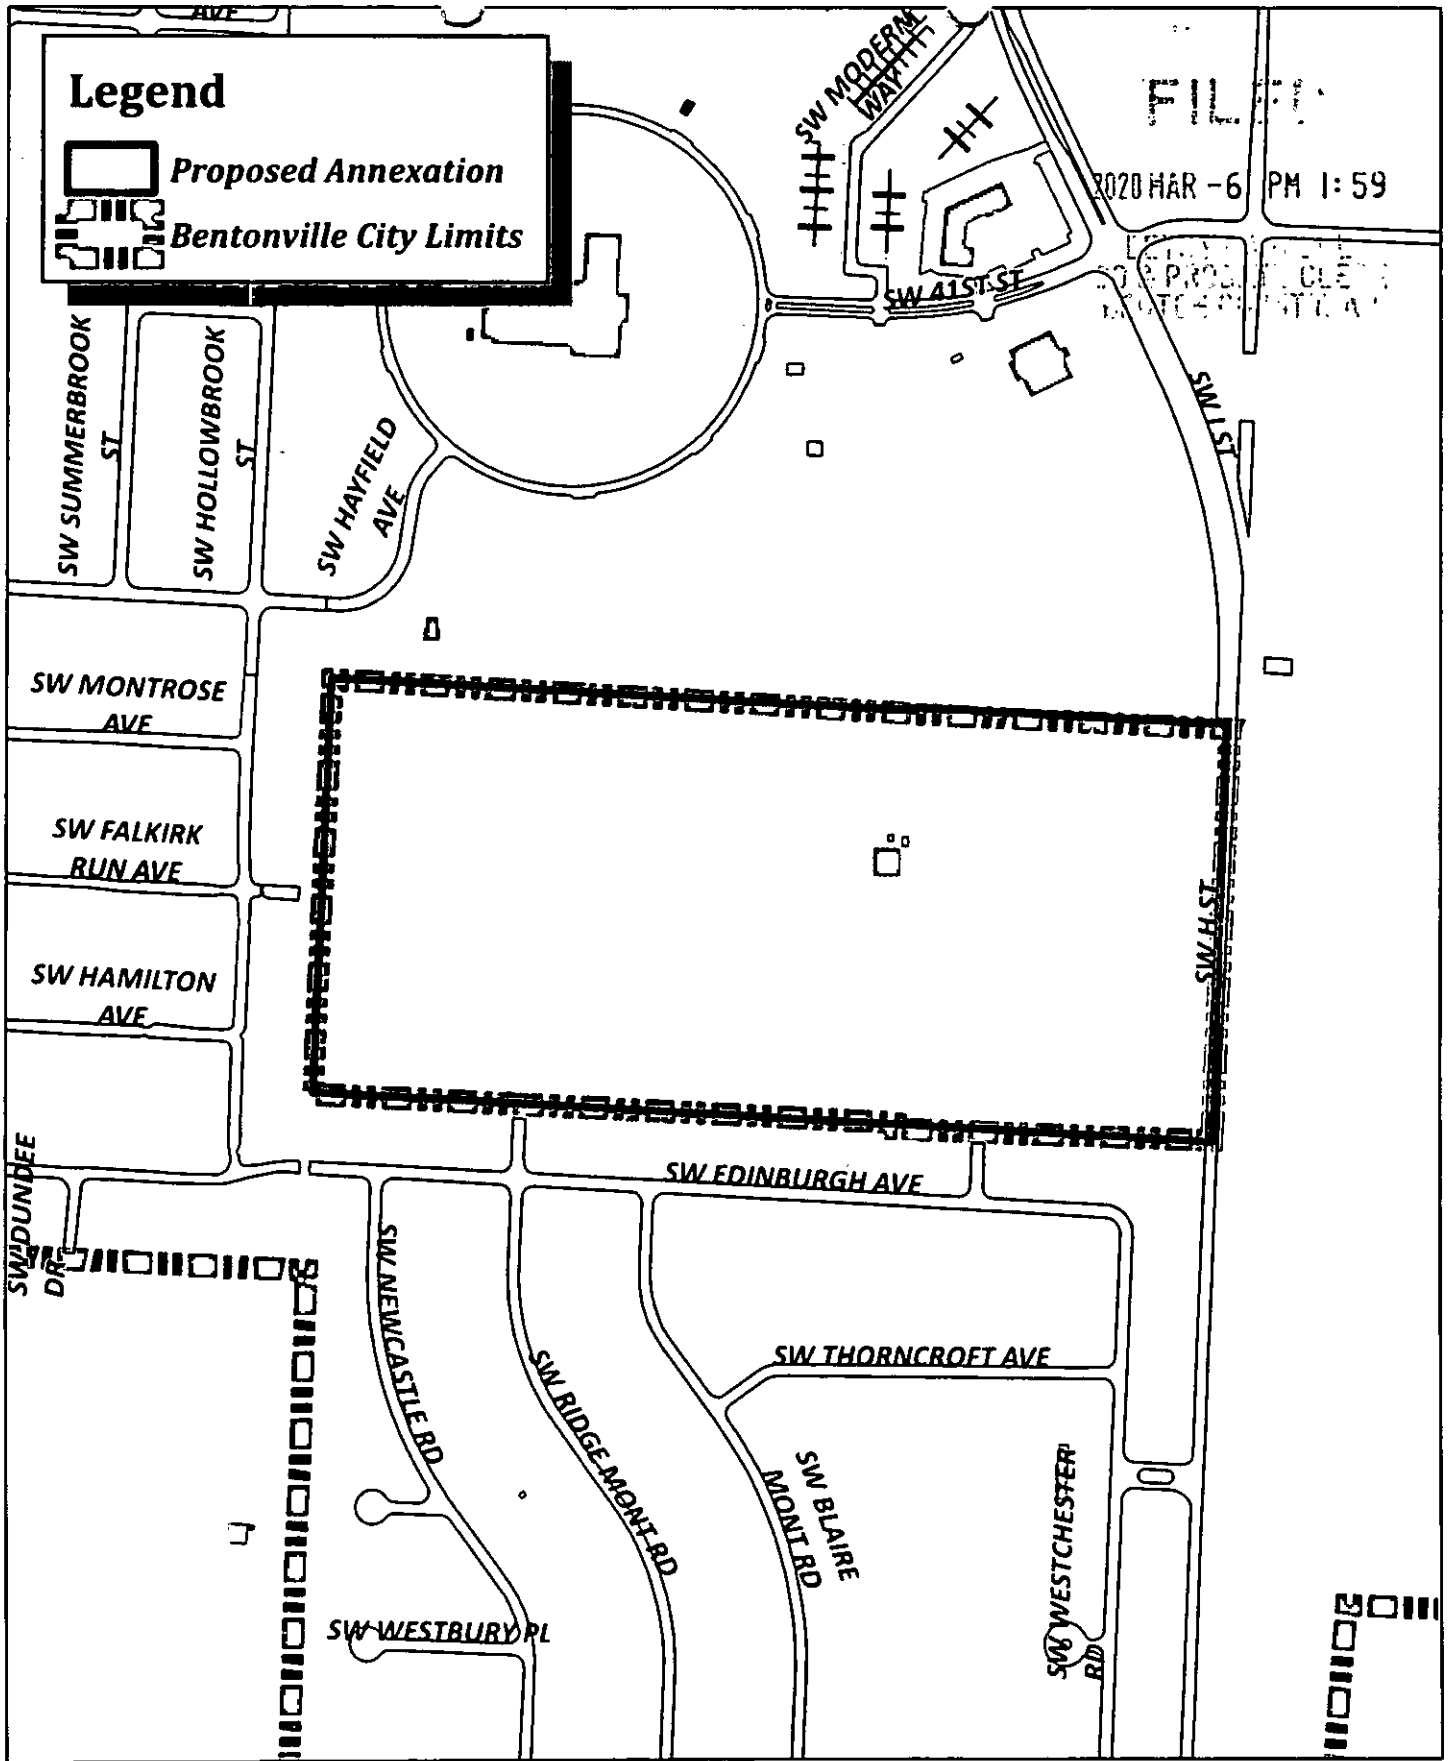 AVE
Legend
Proposed Annexation
Bentonville City Limits
SW MODERN
WAY
2020 MAR -6 PM 1:59
SW 41ST ST
SW I ST
SW SUMMERBROOK
ST
SW HOLLOWBROOK
ST
SW HAYFIELD
AVE
SW MONTROSE
AVE
SW FALKIRK
RUN AVE
SW HAMILTON
AVE
SW H ST
SW EDINBURGH AVE
SW DUNDEE
DR
SW NEWCASTLE RD
SW RIDGE MONT RD
SW THORNCROFT AVE
SW BLAIRE
MONT RD
SW WESTCHESTER
RD
SW WESTBURY PL